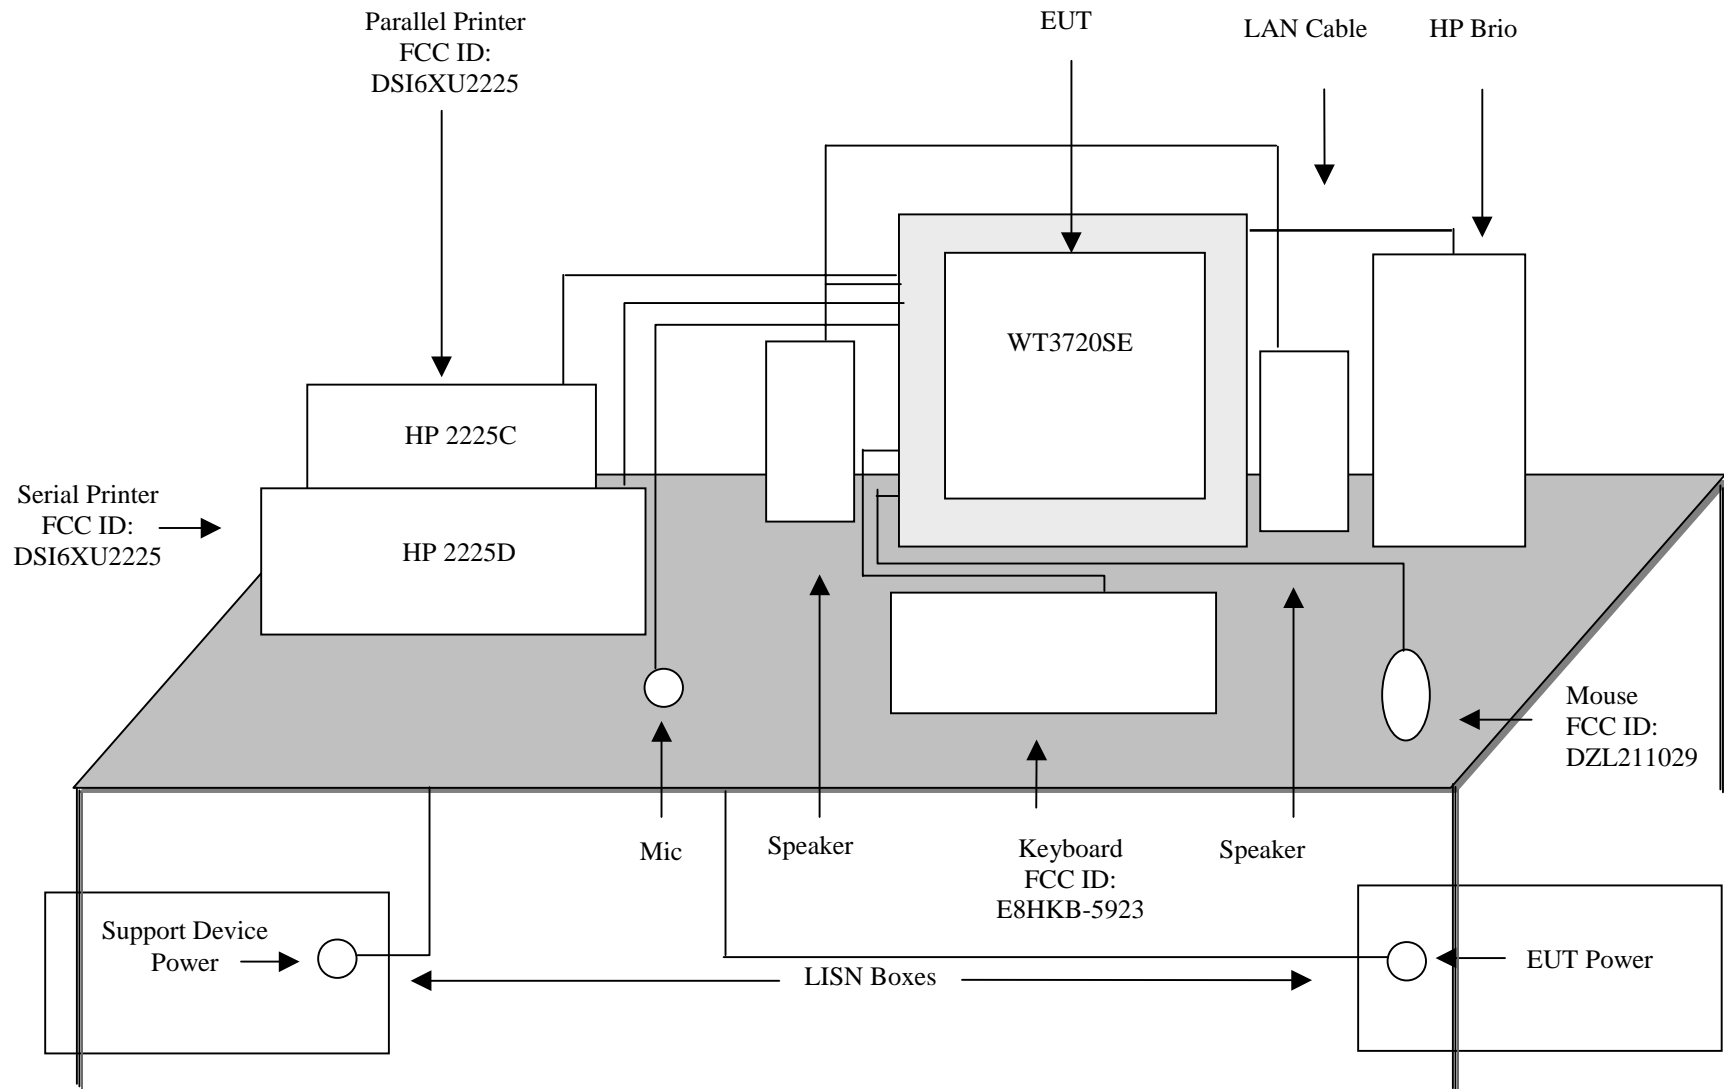 Parallel Printer
FCC ID:
DSI6XU2225
EUT
LAN Cable
HP Brio
WT3720SE
HP 2225C
Serial Printer
FCC ID:
DSI6XU2225
HP 2225D
Mouse
FCC ID:
DZL211029
Mic
Speaker
Keyboard
FCC ID:
E8HKB-5923
Speaker
Support Device
Power
LISN Boxes
EUT Power